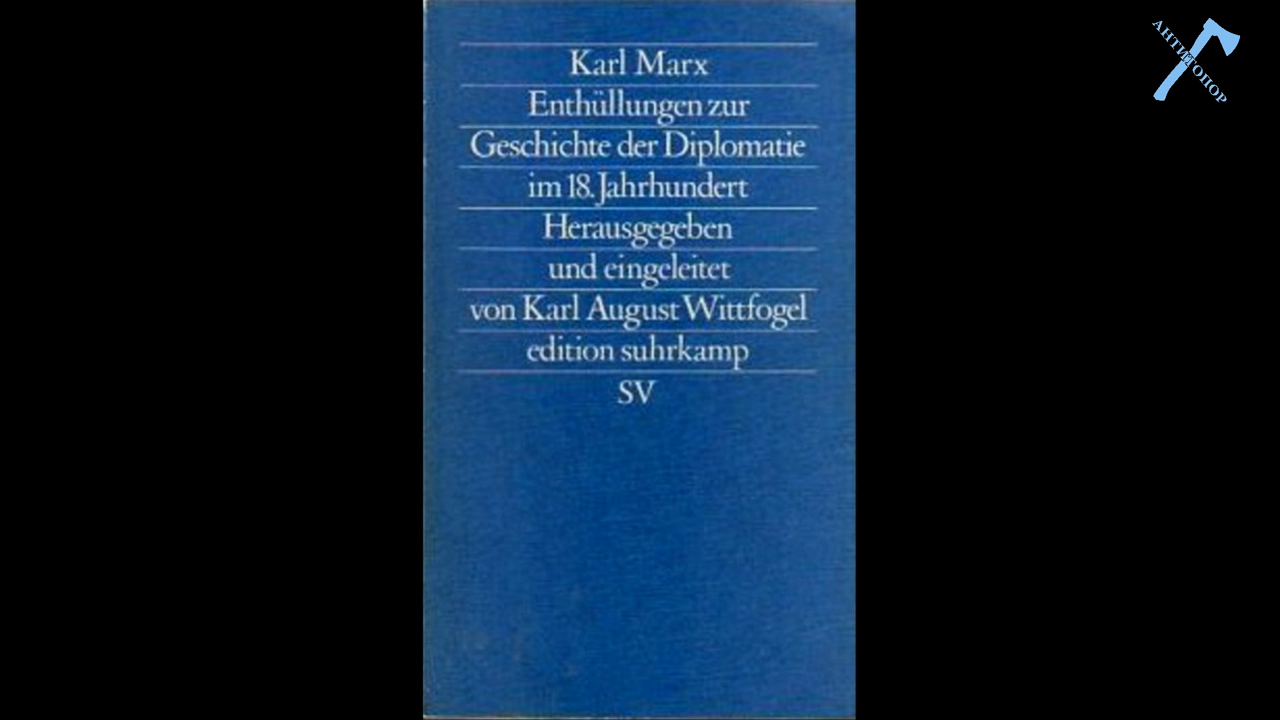 Karl Marx
Enthüllungen zur
Geschichte der Diplomatie
im 18. Jahrhundert
Herausgegeben
und eingeleitet
von Karl August Wittfogel
edition suhrkamp
SV
АНТИТОПОР